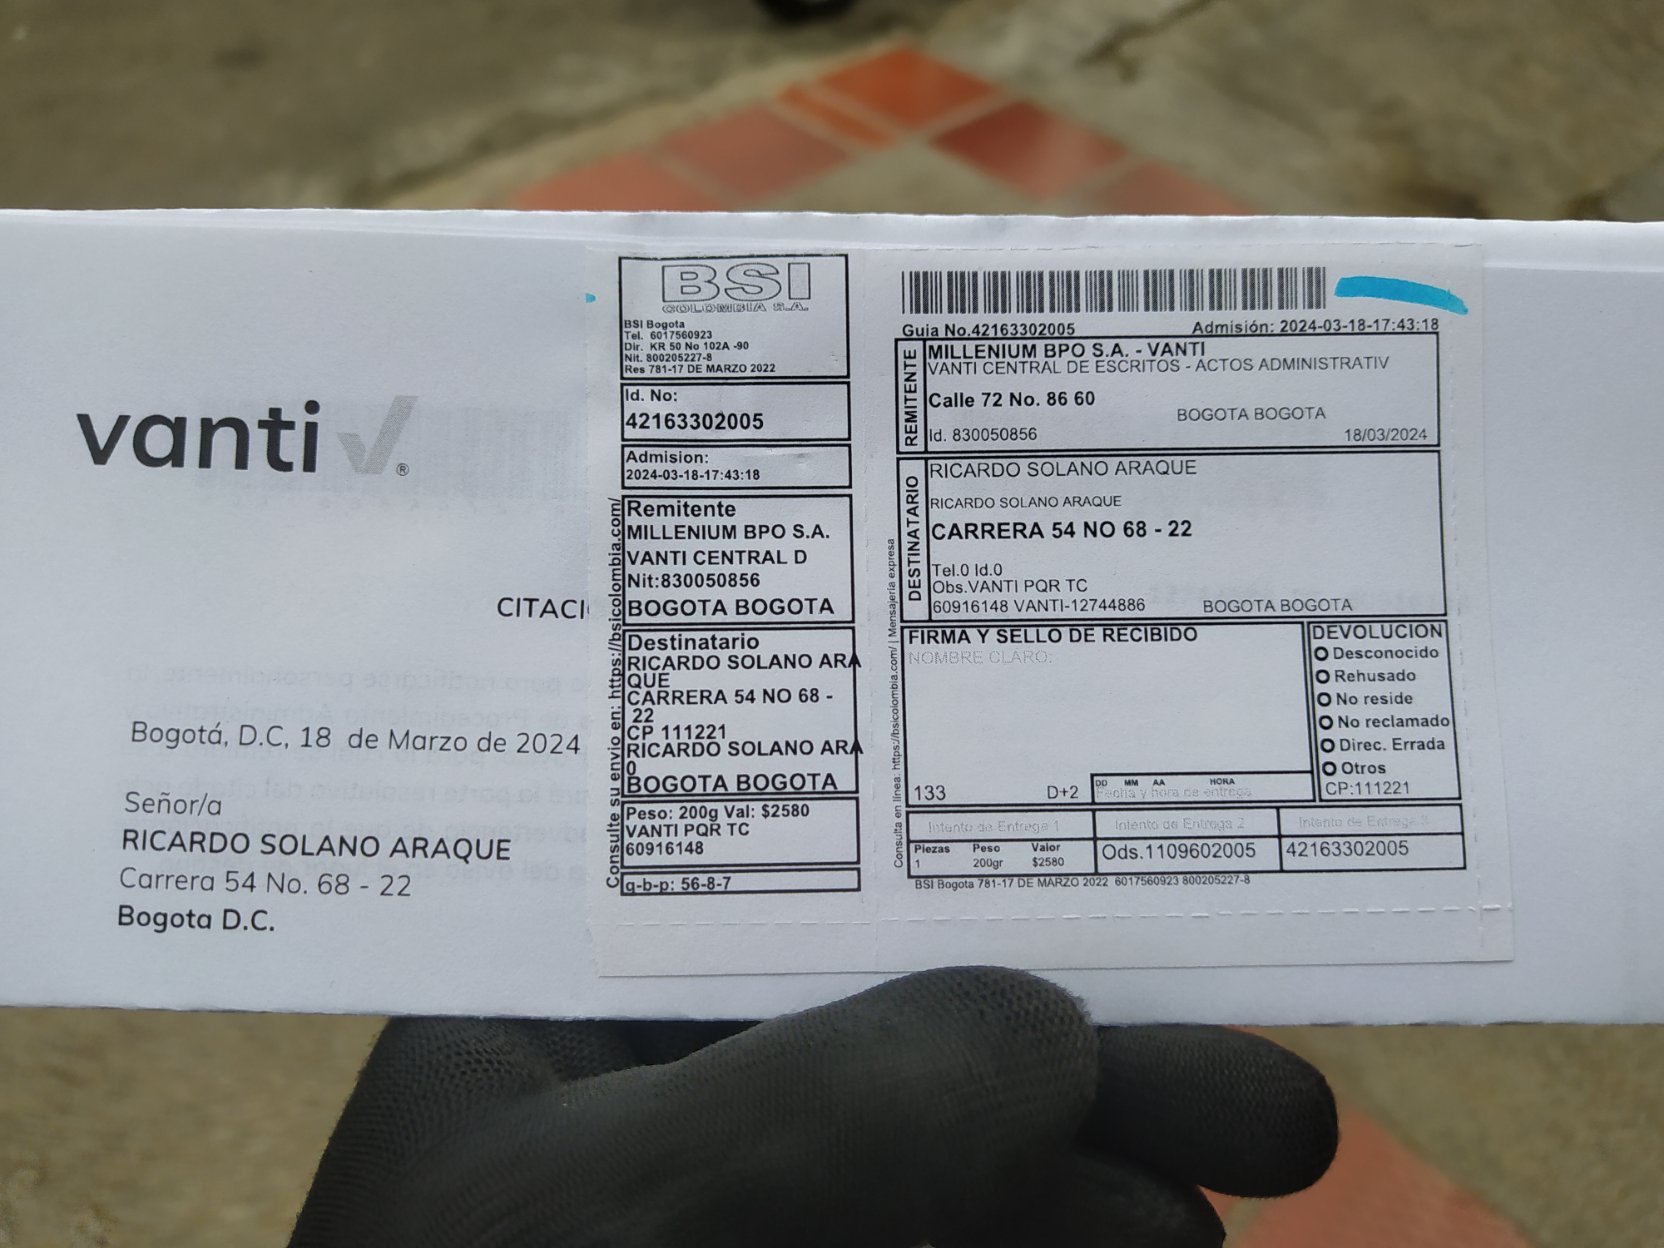 vanti
®
CITACI
Bogotá, D.C, 18 de Marzo de 2024
Señor/a
RICARDO SOLANO ARAQUE
Carrera 54 No. 68 - 22
Bogota D.C.
Consulte su envio en: https://bsicolombia.com/
BSI
COLOMBIA S.A.
BSI Bogota
Tel. 6017560923
Dir. KR 50 No 102A -90
Nit. 800205227-8
Res 781-17 DE MARZO 2022
Id. No:
42163302005
Admision:
2024-03-18-17:43:18
Remitente
MILLENIUM BPO S.A.
VANTI CENTRAL D
Nit:830050856
BOGOTA BOGOTA
Destinatario
RICARDO SOLANO ARA
QUE
CARRERA 54 NO 68 -
22
CP 111221
RICARDO SOLANO ARA
0
BOGOTA BOGOTA
Peso: 200g Val: $2580
VANTI PQR TC
60916148
q-b-p: 56-8-7
Consulta en linea: https://bsicolombia.com/ | Mensajeria expresa
Guia No.42163302005 Admisión: 2024-03-18-17:43:18
REMITENTE
MILLENIUM BPO S.A. - VANTI
VANTI CENTRAL DE ESCRITOS - ACTOS ADMINISTRATIV
Calle 72 No. 86 60
BOGOTA BOGOTA
Id. 830050856 18/03/2024
DESTINATARIO
RICARDO SOLANO ARAQUE
RICARDO SOLANO ARAQUE
CARRERA 54 NO 68 - 22
Tel.0 Id.0
Obs.VANTI PQR TC
60916148 VANTI-12744886 BOGOTA BOGOTA
FIRMA Y SELLO DE RECIBIDO
NOMBRE CLARO:
133 D+2
DD MM AA HORA
Fecha y hora de entrega
DEVOLUCION
Desconocido
Rehusado
No reside
No reclamado
Direc. Errada
Otros
CP:111221
Intento de Entrega 1 Intento de Entrega 2 Intento de Entrega 3
Piezas Peso Valor
1 200gr $2580
Ods.1109602005 42163302005
BSI Bogota 781-17 DE MARZO 2022 6017560923 800205227-8